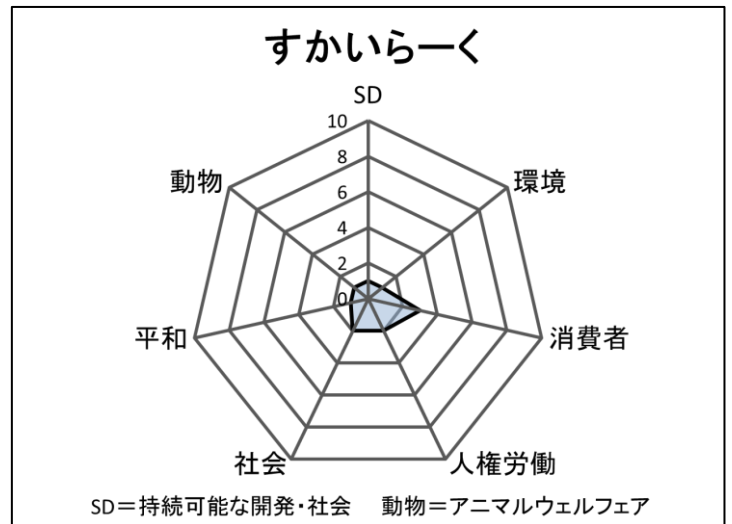 すかいらーく
SD
10
8
6
4
2
0
環境
消費者
人権労働
社会
平和
動物
SD＝持続可能な開発・社会　動物＝アニマルウェルフェア